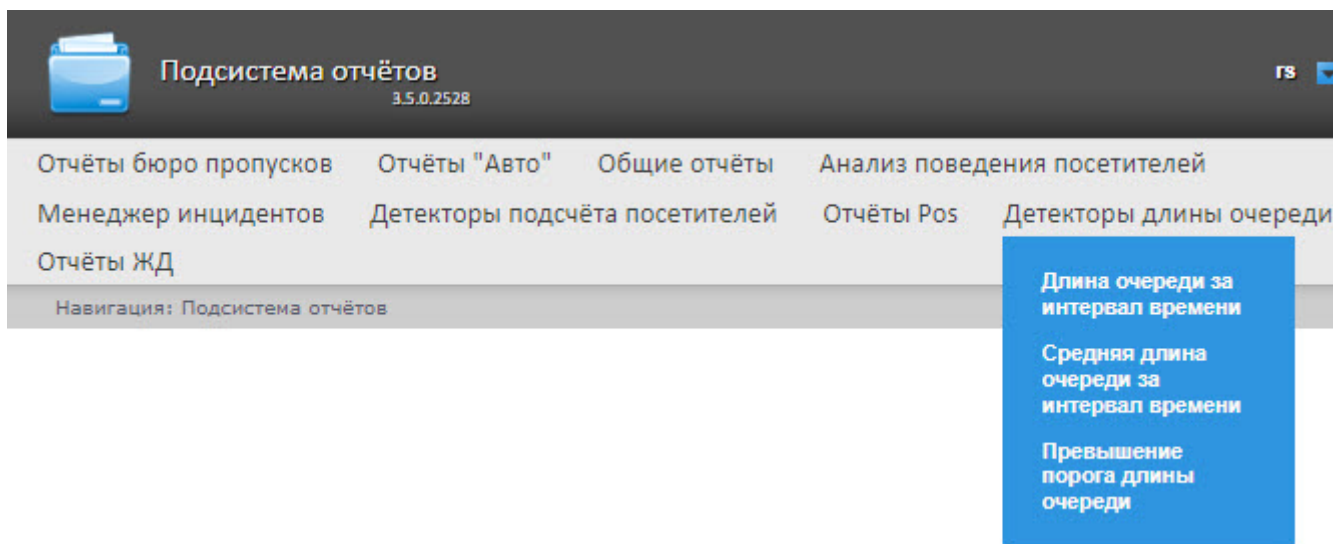 Подсистема отчётов
rs
3.5.0.2528
Отчёты бюро пропусков Отчёты "Авто" Общие отчёты Анализ поведения посетителей
Менеджер инцидентов Детекторы подсчёта посетителей Отчёты Pos Детекторы длины очереди
Отчёты ЖД
Навигация: Подсистема отчётов
Длина очереди за
интервал времени
Средняя длина
очереди за
интервал времени
Превышение
порога длины
очереди